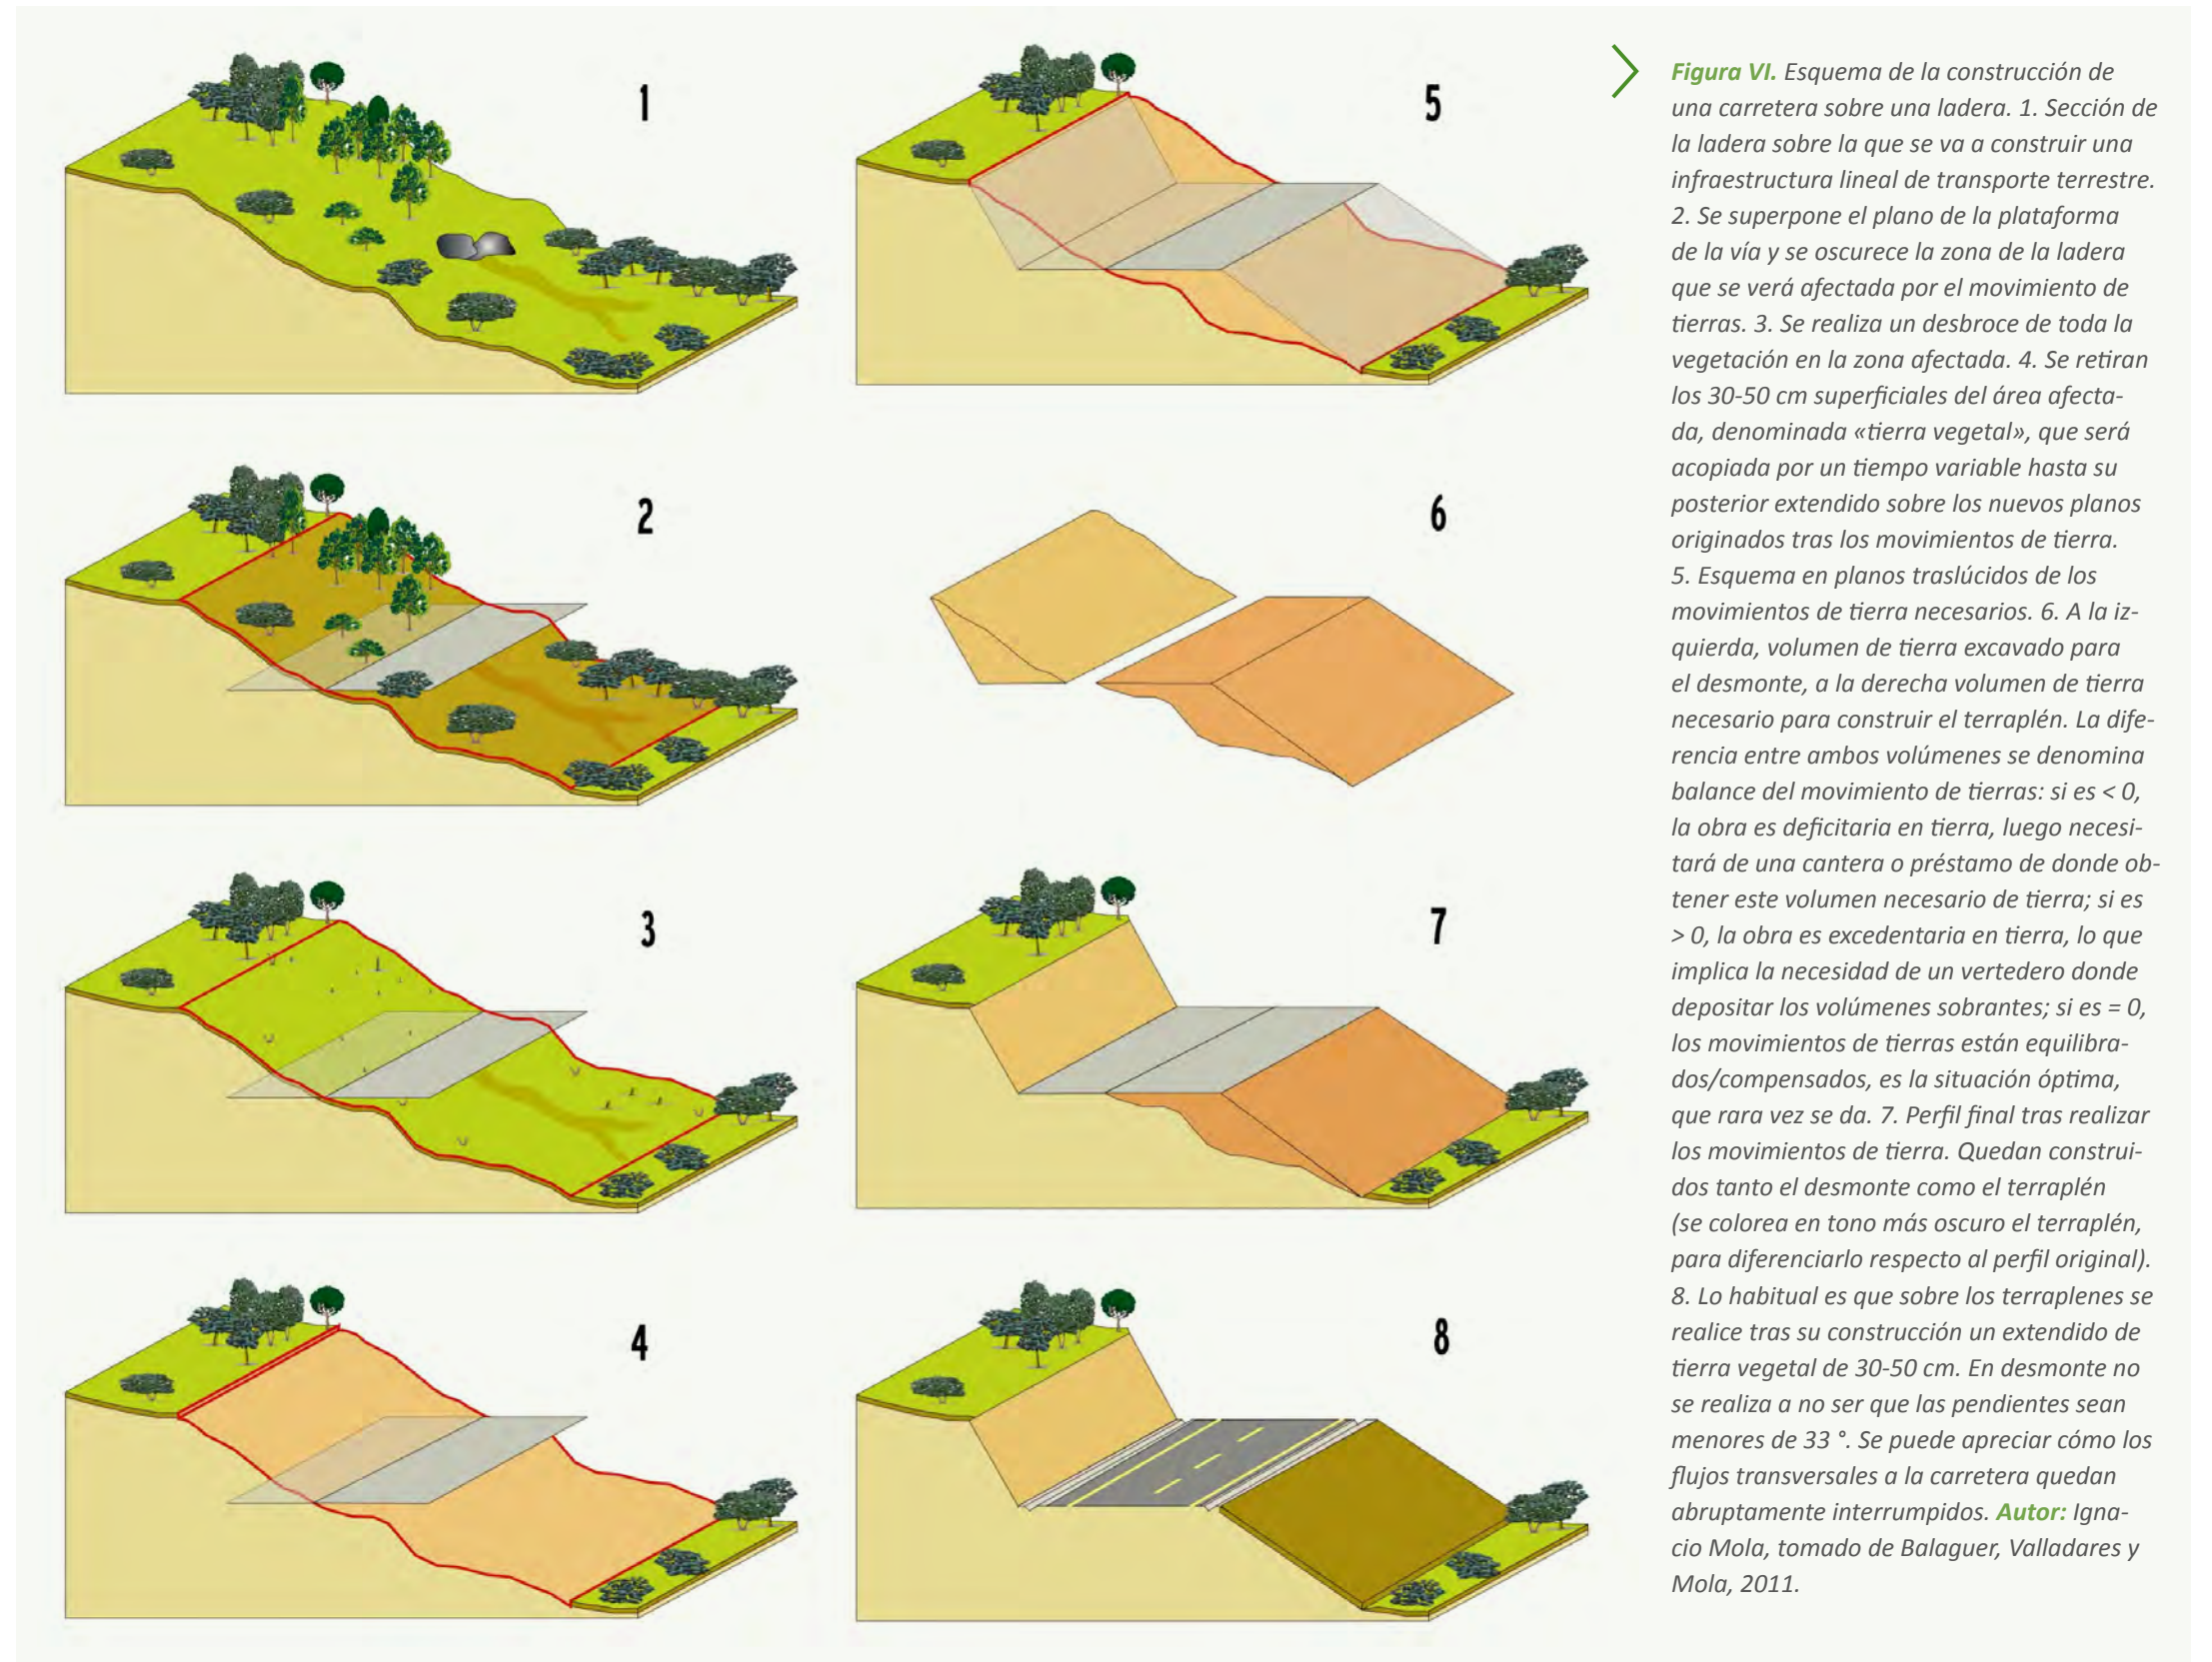 1
2
3
4
5
6
7
8
Figura VI. Esquema de la construcción de
una carretera sobre una ladera. 1. Sección de
la ladera sobre la que se va a construir una
infraestructura lineal de transporte terrestre.
2. Se superpone el plano de la plataforma
de la vía y se oscurece la zona de la ladera
que se verá afectada por el movimiento de
tierras. 3. Se realiza un desbroce de toda la
vegetación en la zona afectada. 4. Se retiran
los 30-50 cm superficiales del área afecta-
da, denominada «tierra vegetal», que será
acopiada por un tiempo variable hasta su
posterior extendido sobre los nuevos planos
originados tras los movimientos de tierra.
5. Esquema en planos traslúcidos de los
movimientos de tierra necesarios. 6. A la iz-
quierda, volumen de tierra excavado para
el desmonte, a la derecha volumen de tierra
necesario para construir el terraplén. La dife-
rencia entre ambos volúmenes se denomina
balance del movimiento de tierras: si es < 0,
la obra es deficitaria en tierra, luego necesi-
tará de una cantera o préstamo de donde ob-
tener este volumen necesario de tierra; si es
> 0, la obra es excedentaria en tierra, lo que
implica la necesidad de un vertedero donde
depositar los volúmenes sobrantes; si es = 0,
los movimientos de tierras están equilibra-
dos/compensados, es la situación óptima,
que rara vez se da. 7. Perfil final tras realizar
los movimientos de tierra. Quedan construi-
dos tanto el desmonte como el terraplén
(se colorea en tono más oscuro el terraplén,
para diferenciarlo respecto al perfil original).
8. Lo habitual es que sobre los terraplenes se
realice tras su construcción un extendido de
tierra vegetal de 30-50 cm. En desmonte no
se realiza a no ser que las pendientes sean
menores de 33 °. Se puede apreciar cómo los
flujos transversales a la carretera quedan
abruptamente interrumpidos. Autor: Igna-
cio Mola, tomado de Balaguer, Valladares y
Mola, 2011.